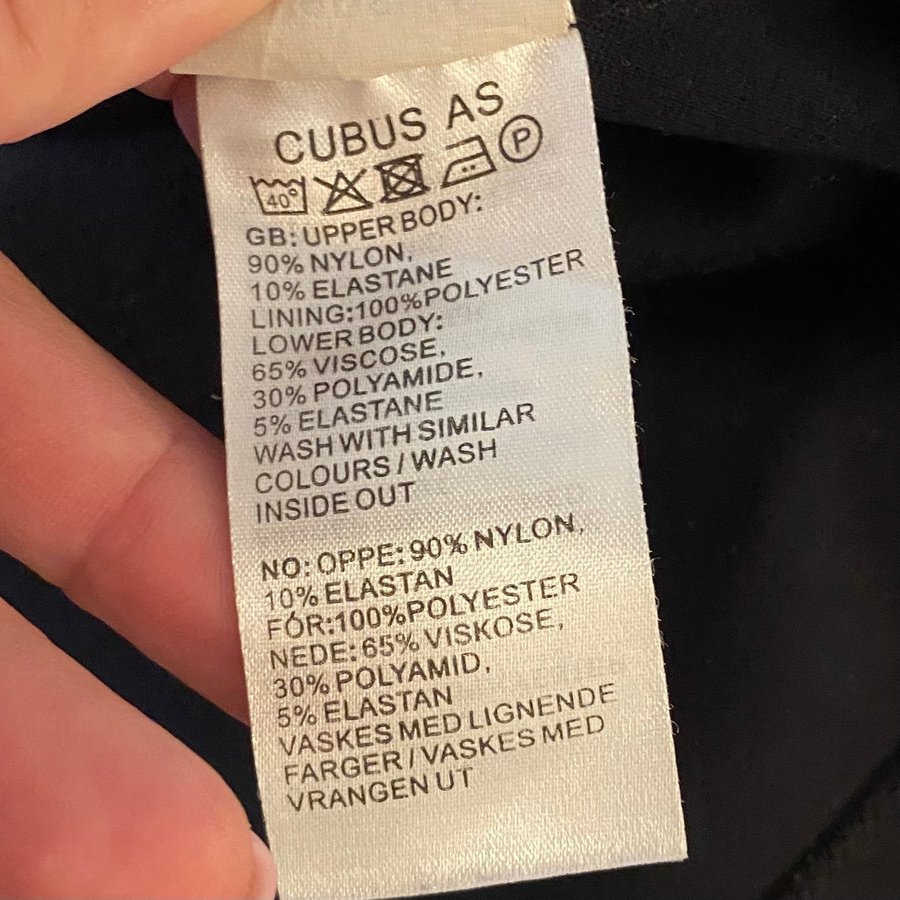 CUBUS AS
40° P
GB: UPPER BODY:
90% NYLON,
10% ELASTANE
LINING:100%POLYESTER
LOWER BODY:
65% VISCOSE,
30% POLYAMIDE,
5% ELASTANE
WASH WITH SIMILAR
COLOURS / WASH
INSIDE OUT
NO: OPPE: 90% NYLON,
10% ELASTAN
FÓR:100%POLYESTER
NEDE: 65% VISKOSE,
30% POLYAMID,
5% ELASTAN
VASKES MED LIGNENDE
FARGER / VASKES MED
VRANGEN UT